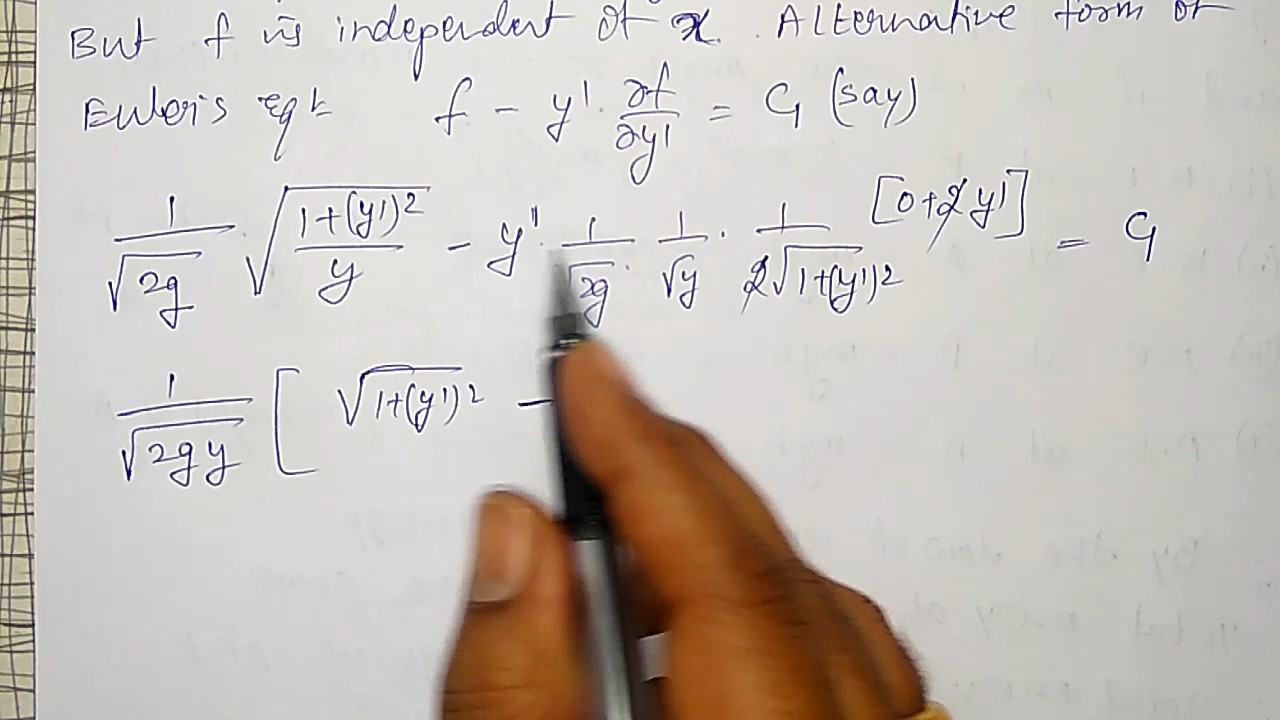 But f is independent of x. Alternative form of
Euler's eqn f - y' · ∂f/∂y' = C₁ (say)
1/√2g · √(1+(y')²/y) - y'' · 1/√2g · 1/√y · 1/2√1+(y')² [0+2y'] = C₁
1/√2gy [ √1+(y')² -